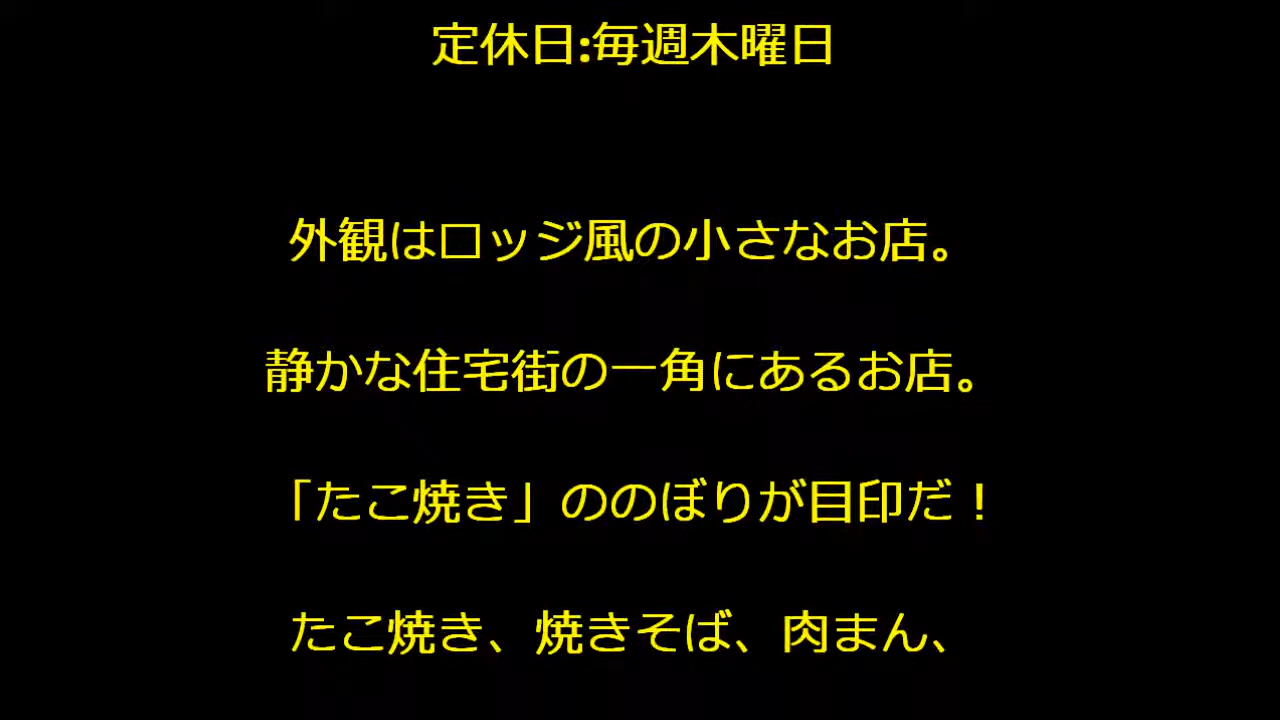 定休日:毎週木曜日
外観はロッジ風の小さなお店。
静かな住宅街の一角にあるお店。
「たこ焼き」ののぼりが目印だ！
たこ焼き、焼きそば、肉まん、